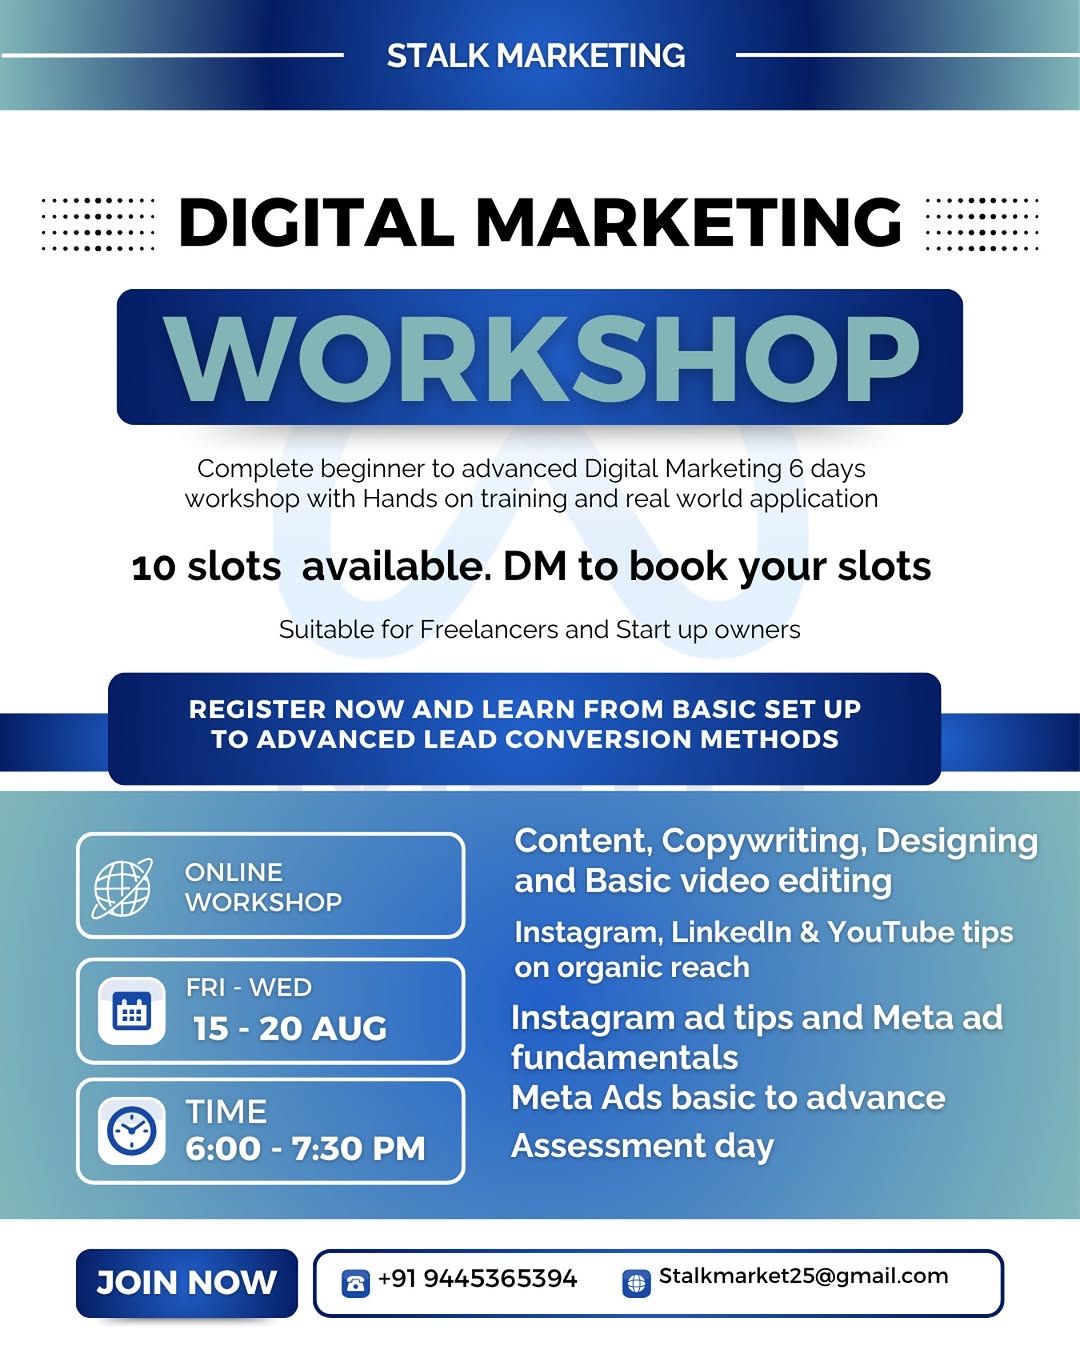 STALK MARKETING
DIGITAL MARKETING
WORKSHOP
Complete beginner to advanced Digital Marketing 6 days
workshop with Hands on training and real world application
10 slots available. DM to book your slots
Suitable for Freelancers and Start up owners
REGISTER NOW AND LEARN FROM BASIC SET UP
TO ADVANCED LEAD CONVERSION METHODS
ONLINE
WORKSHOP
FRI - WED
15 - 20 AUG
TIME
6:00 - 7:30 PM
Content, Copywriting, Designing
and Basic video editing
Instagram, LinkedIn & YouTube tips
on organic reach
Instagram ad tips and Meta ad
fundamentals
Meta Ads basic to advance
Assessment day
JOIN NOW
+91 9445365394
Stalkmarket25@gmail.com